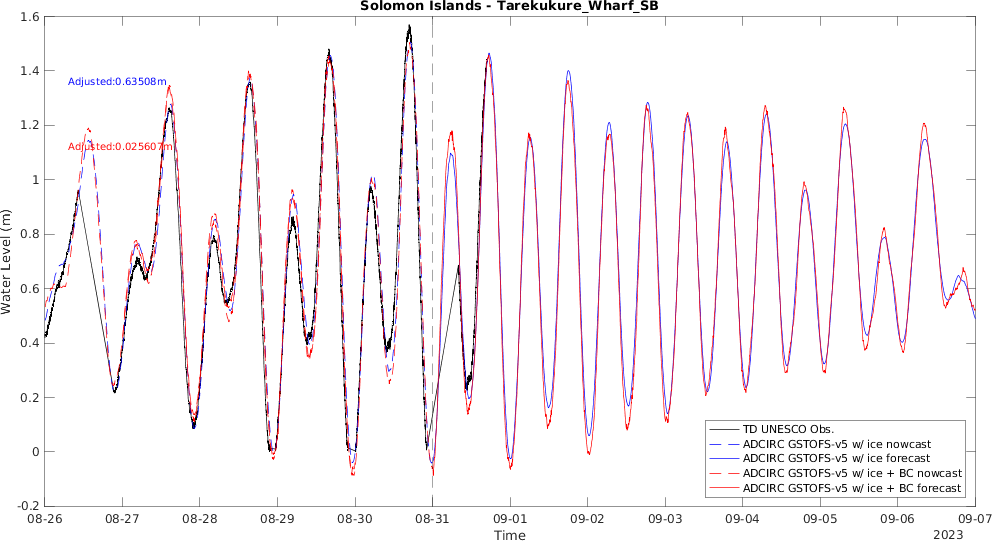 Solomon Islands - Tarekukure_Wharf_SB
Adjusted:0.63508m
Adjusted:0.025607m
Water Level (m)
1.6
1.4
1.2
1
0.8
0.6
0.4
0.2
0
-0.2
08-26 08-27 08-28 08-29 08-30 08-31 09-01 09-02 09-03 09-04 09-05 09-06 09-07
Time
2023
TD UNESCO Obs.
ADCIRC GSTOFS-v5 w/ ice nowcast
ADCIRC GSTOFS-v5 w/ ice forecast
ADCIRC GSTOFS-v5 w/ ice + BC nowcast
ADCIRC GSTOFS-v5 w/ ice + BC forecast